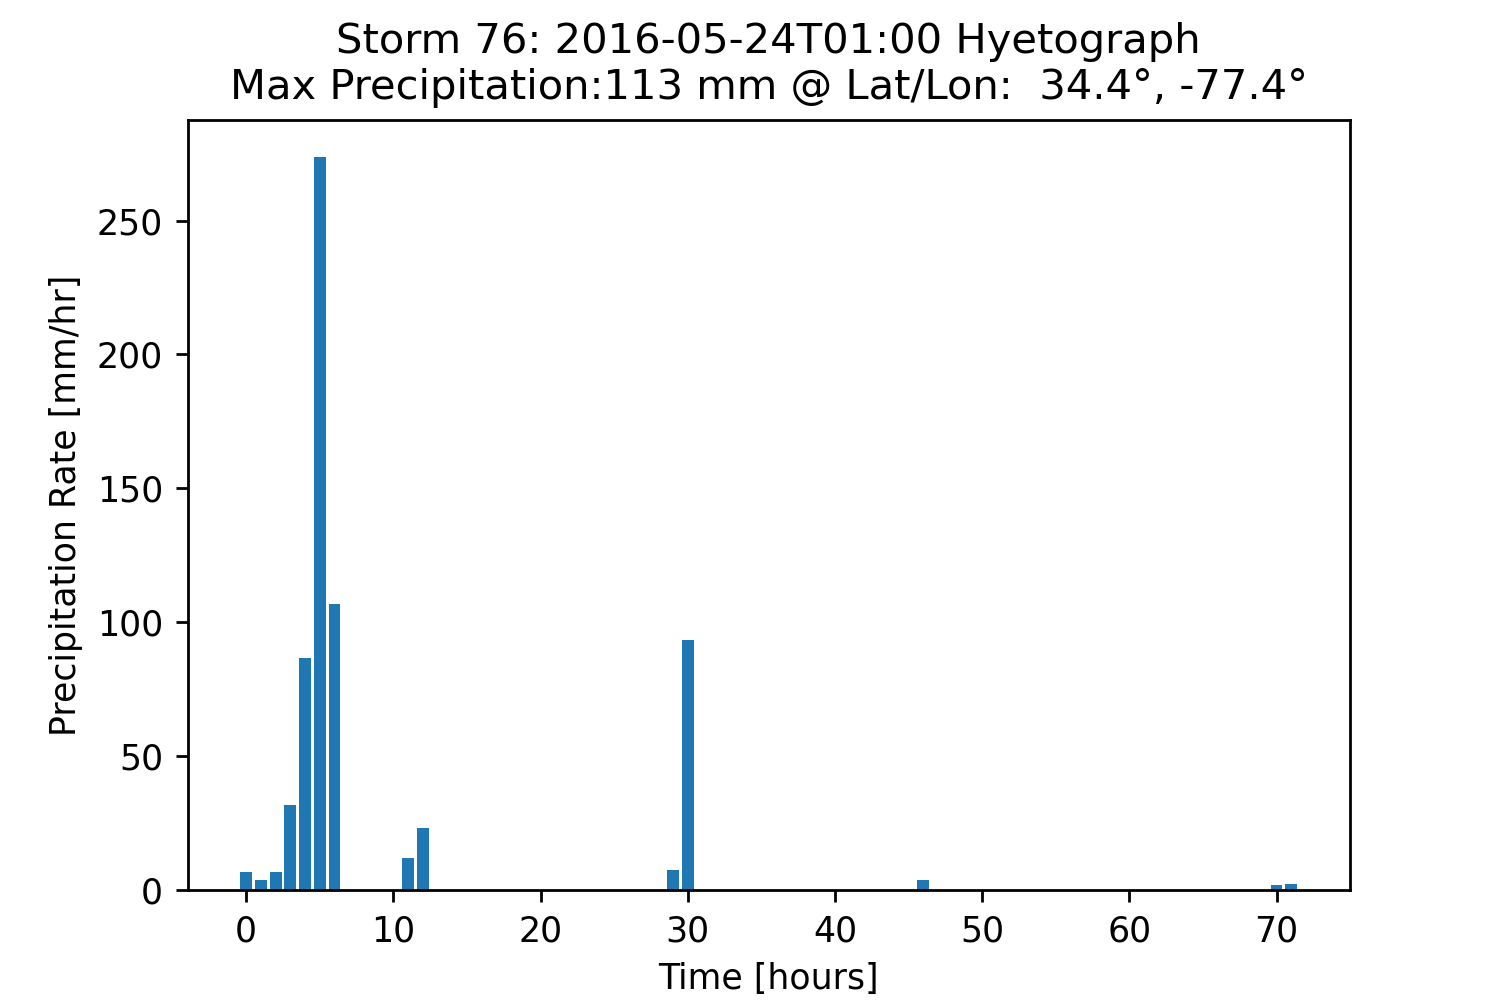 Storm 76: 2016-05-24T01:00 Hyetograph
Max Precipitation:113 mm @ Lat/Lon:  34.4°, -77.4°
Precipitation Rate [mm/hr]
250
200
150
100
50
0
0 10 20 30 40 50 60 70
Time [hours]